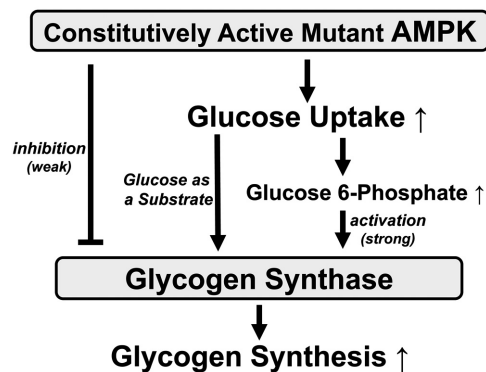 Constitutively Active Mutant AMPK
Glucose Uptake ↑
inhibition
(weak)
Glucose as
a Substrate
Glucose 6-Phosphate ↑
activation
(strong)
Glycogen Synthase
Glycogen Synthesis ↑